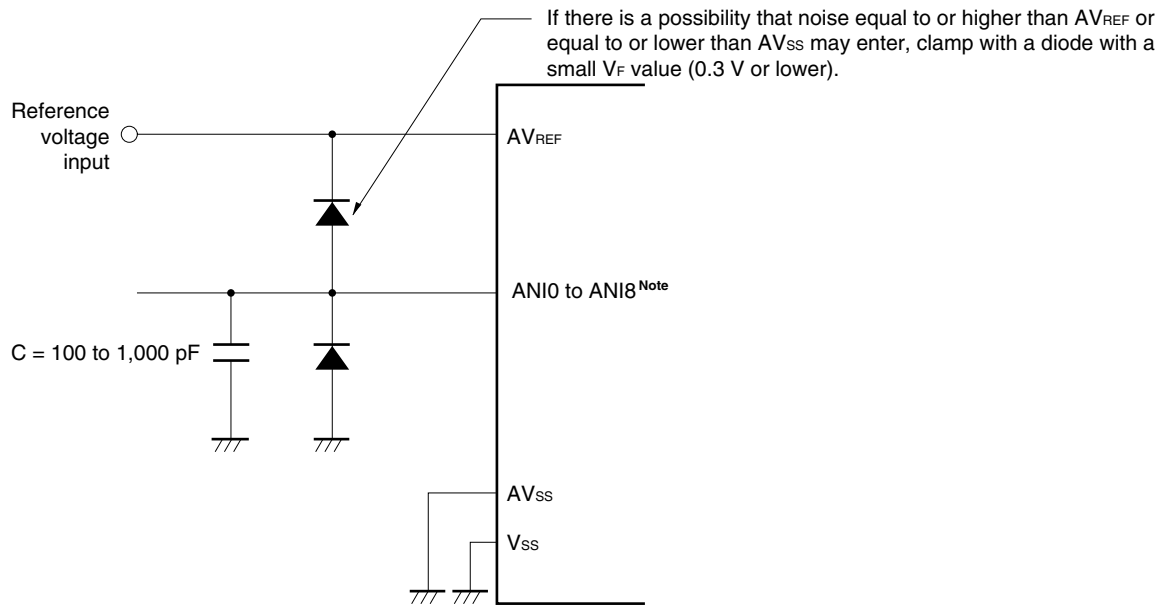 If there is a possibility that noise equal to or higher than AVREF or
equal to or lower than AVSS may enter, clamp with a diode with a
small VF value (0.3 V or lower).
Reference
voltage
input
AVREF
ANI0 to ANI8Note
C = 100 to 1,000 pF
AVSS
VSS